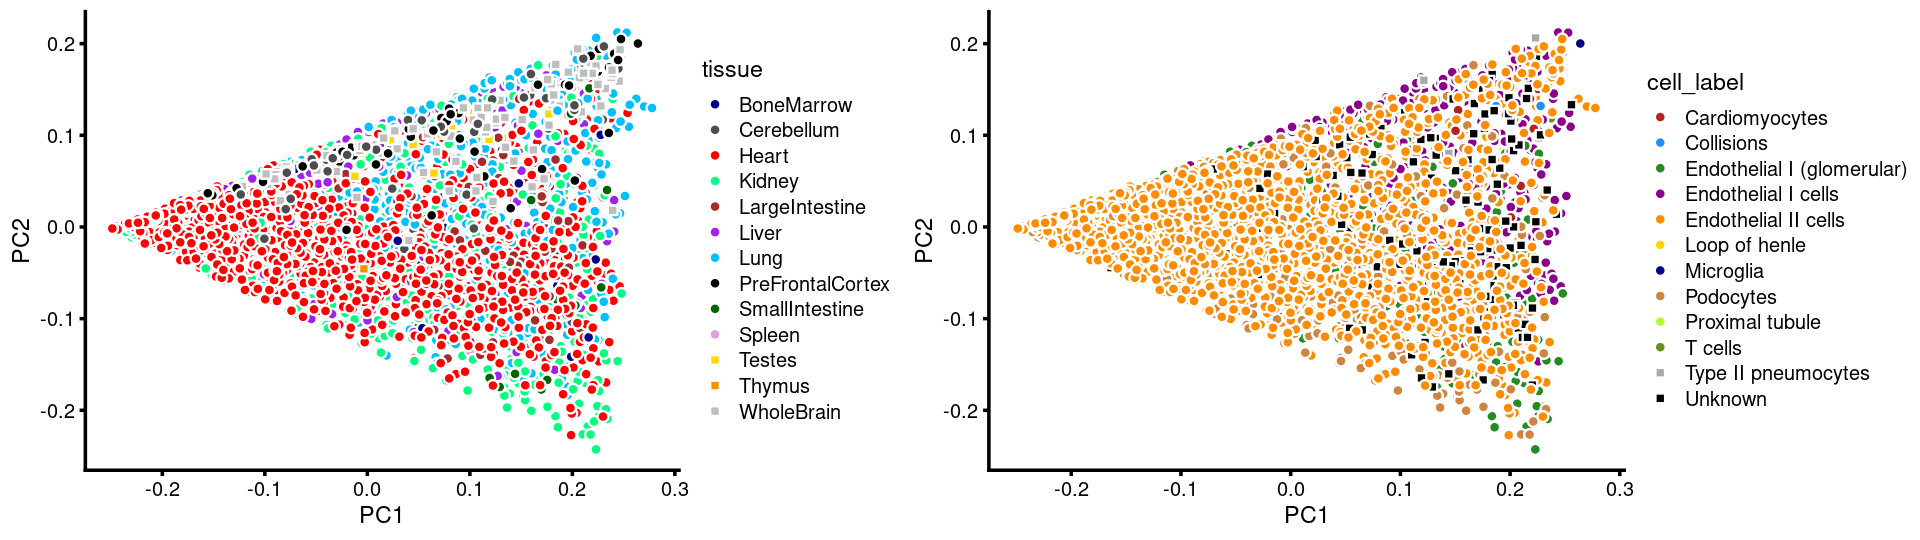 0.2
0.1
0.0
-0.1
-0.2
PC2
-0.2
-0.1
0.0
0.1
0.2
0.3
PC1
tissue
BoneMarrow
Cerebellum
Heart
Kidney
LargeIntestine
Liver
Lung
PreFrontalCortex
SmallIntestine
Spleen
Testes
Thymus
WholeBrain
0.2
0.1
0.0
-0.1
-0.2
PC2
-0.2
-0.1
0.0
0.1
0.2
0.3
PC1
cell_label
Cardiomyocytes
Collisions
Endothelial I (glomerular)
Endothelial I cells
Endothelial II cells
Loop of henle
Microglia
Podocytes
Proximal tubule
T cells
Type II pneumocytes
Unknown